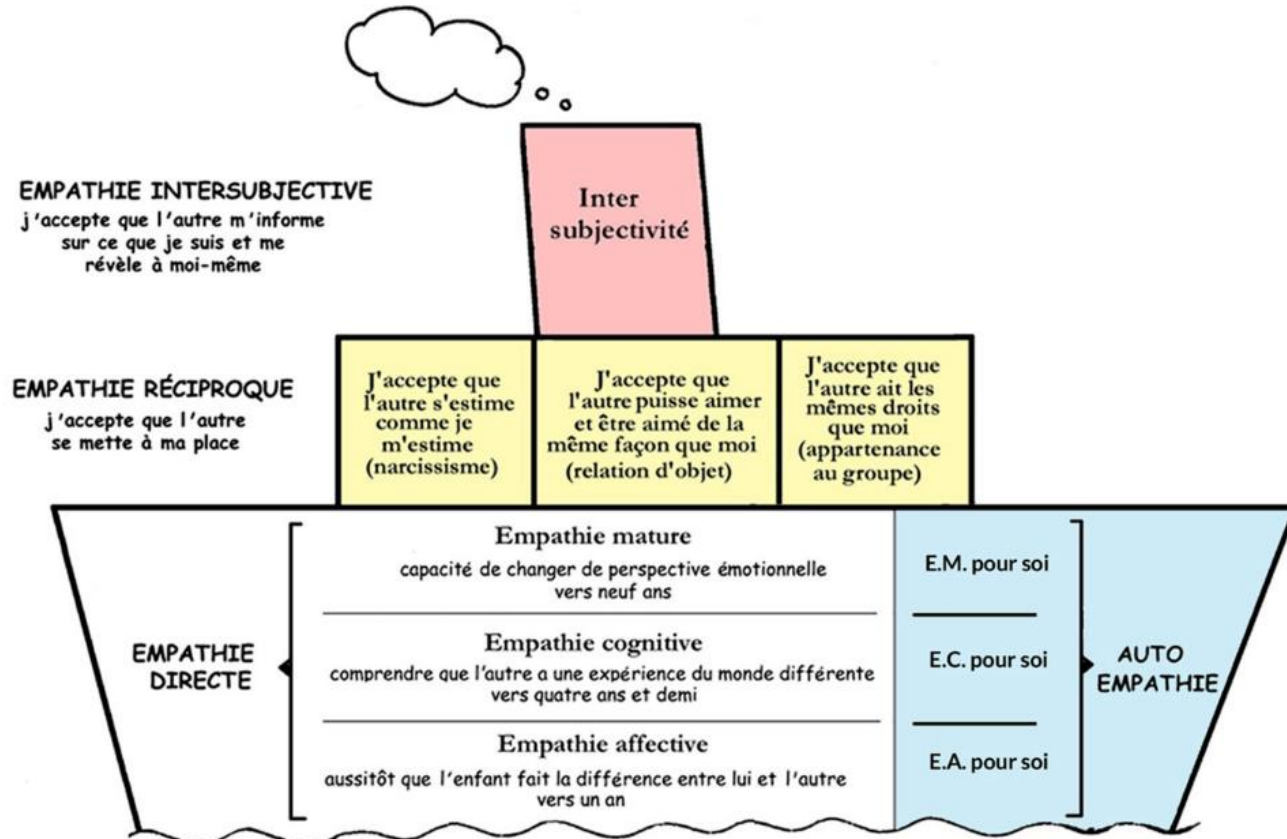 EMPATHIE INTERSUBJECTIVE
j'accepte que l'autre m'informe
sur ce que je suis et me
révèle à moi-même
Inter
subjectivité
EMPATHIE RÉCIPROQUE
j'accepte que l'autre
se mette à ma place
J'accepte que
l'autre s'estime
comme je
m'estime
(narcissisme)
J'accepte que
l'autre puisse aimer
et être aimé de la
même façon que moi
(relation d'objet)
J'accepte que
l'autre ait les
mêmes droits
que moi
(appartenance
au groupe)
EMPATHIE
DIRECTE
Empathie mature
capacité de changer de perspective émotionnelle
vers neuf ans
Empathie cognitive
comprendre que l'autre a une expérience du monde différente
vers quatre ans et demi
Empathie affective
aussitôt que l'enfant fait la différence entre lui et l'autre
vers un an
E.M. pour soi
E.C. pour soi
E.A. pour soi
AUTO
EMPATHIE